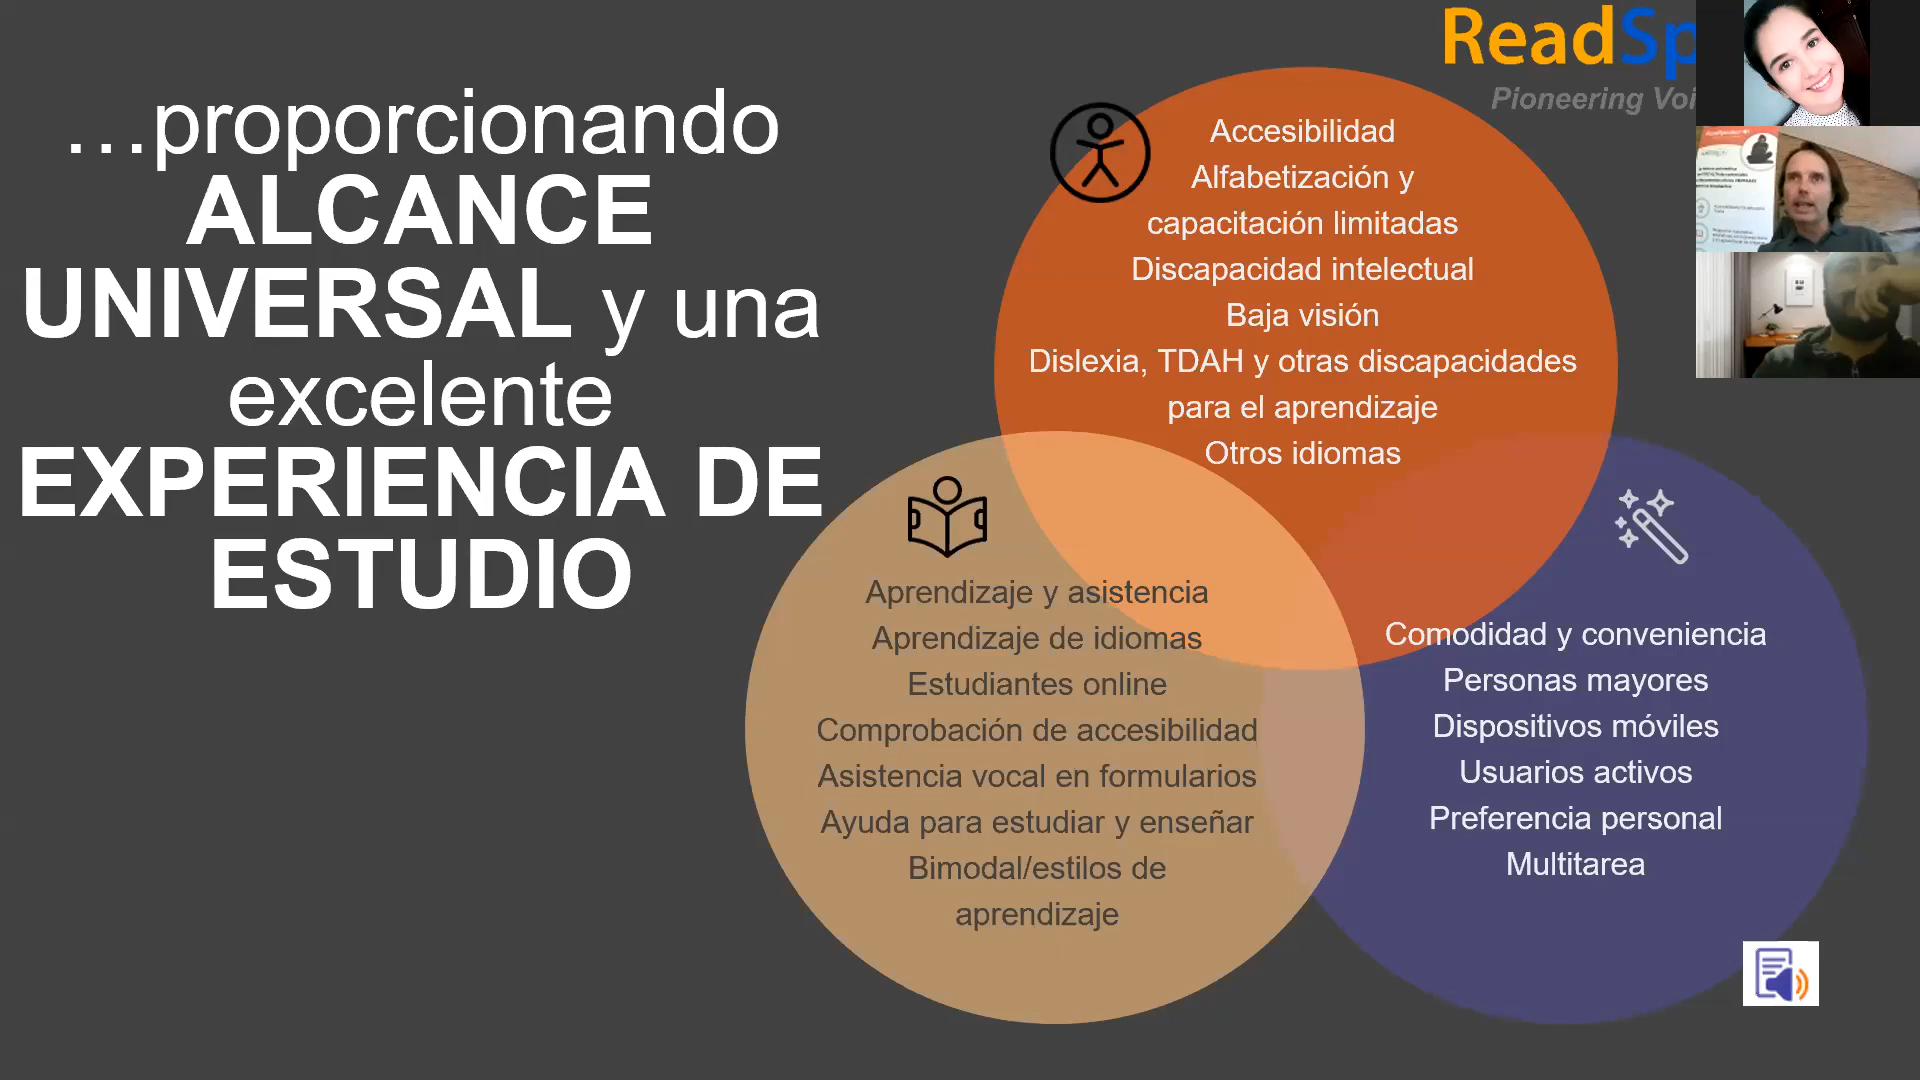 …proporcionando
ALCANCE
UNIVERSAL y una
excelente
EXPERIENCIA DE
ESTUDIO
ReadSp
Pioneering Voi
Accesibilidad
Alfabetización y
capacitación limitadas
Discapacidad intelectual
Baja visión
Dislexia, TDAH y otras discapacidades
para el aprendizaje
Otros idiomas
Aprendizaje y asistencia
Aprendizaje de idiomas
Estudiantes online
Comprobación de accesibilidad
Asistencia vocal en formularios
Ayuda para estudiar y enseñar
Bimodal/estilos de
aprendizaje
Comodidad y conveniencia
Personas mayores
Dispositivos móviles
Usuarios activos
Preferencia personal
Multitarea